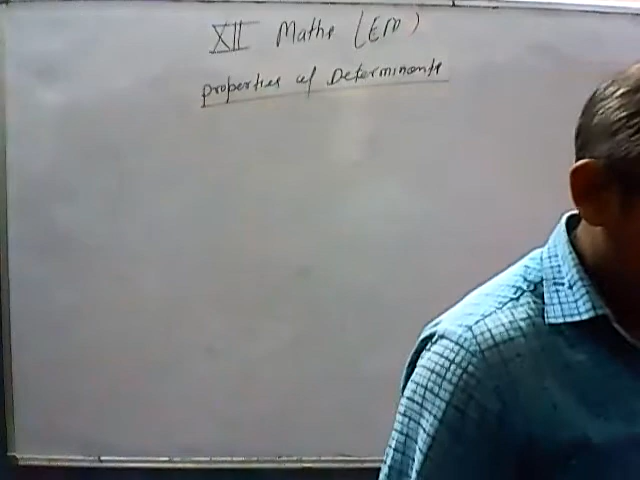 XII Maths (EM)
properties of Determinants